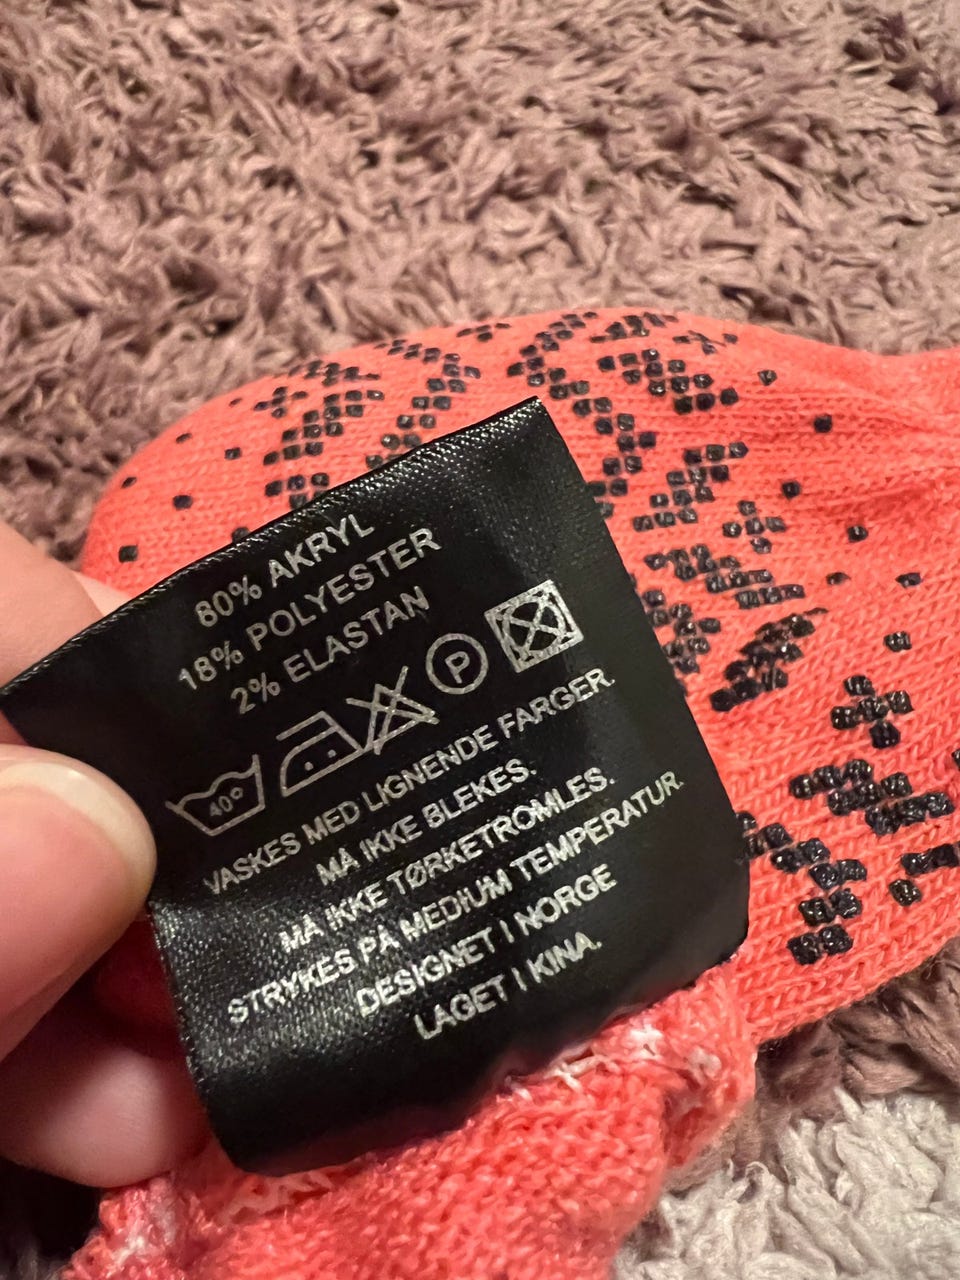 80% AKRYL
18% POLYESTER
2% ELASTAN
40° P
VASKES MED LIGNENDE FARGER.
MÅ IKKE BLEKES.
MÅ IKKE TØRKETROMLES.
STRYKES PÅ MEDIUM TEMPERATUR.
DESIGNET I NORGE
LAGET I KINA.